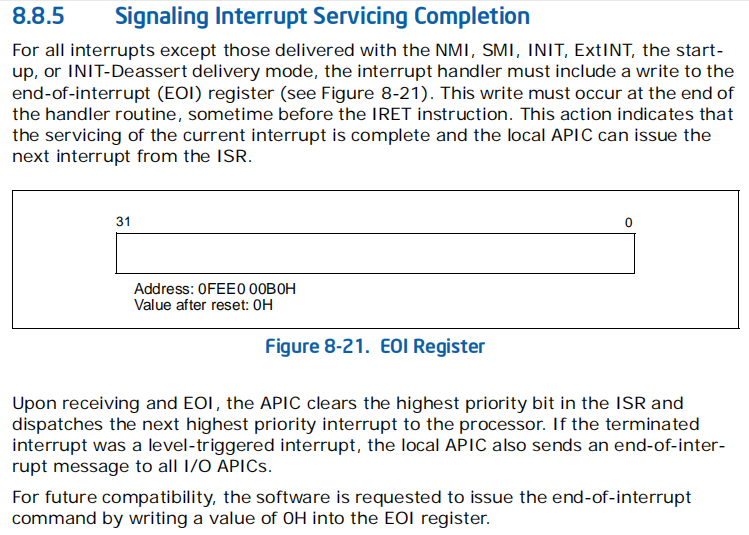 8.8.5 Signaling Interrupt Servicing Completion
For all interrupts except those delivered with the NMI, SMI, INIT, ExtINT, the start-
up, or INIT-Deassert delivery mode, the interrupt handler must include a write to the
end-of-interrupt (EOI) register (see Figure 8-21). This write must occur at the end of
the handler routine, sometime before the IRET instruction. This action indicates that
the servicing of the current interrupt is complete and the local APIC can issue the
next interrupt from the ISR.
31 0
Address: 0FEE0 00B0H
Value after reset: 0H
Figure 8-21. EOI Register
Upon receiving and EOI, the APIC clears the highest priority bit in the ISR and
dispatches the next highest priority interrupt to the processor. If the terminated
interrupt was a level-triggered interrupt, the local APIC also sends an end-of-inter-
rupt message to all I/O APICs.
For future compatibility, the software is requested to issue the end-of-interrupt
command by writing a value of 0H into the EOI register.